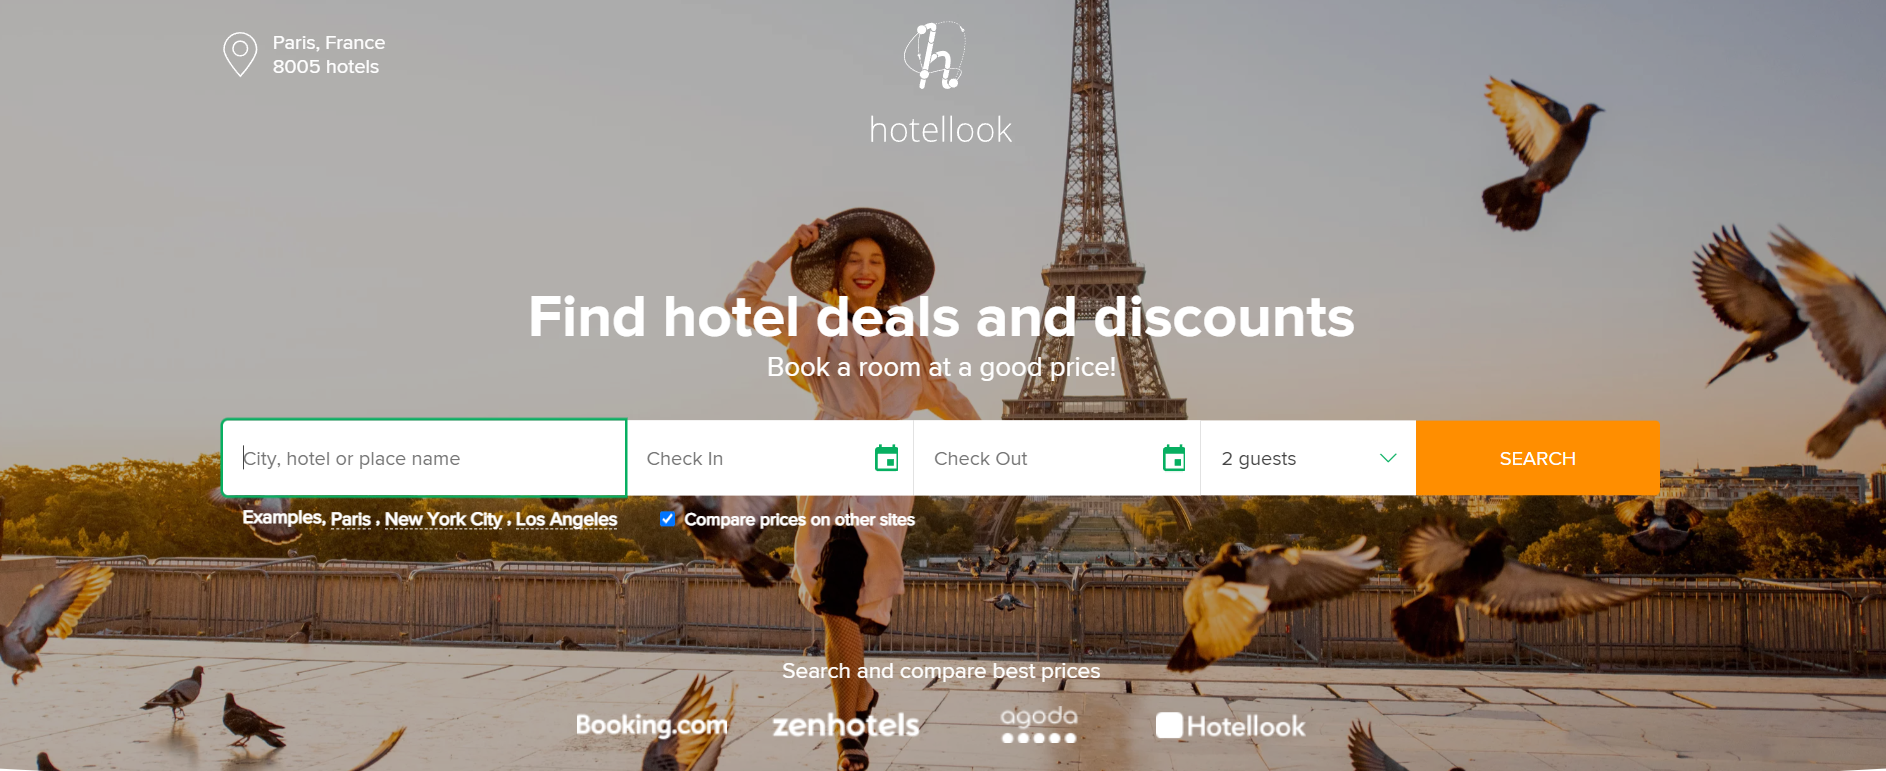 Paris, France
8005 hotels
h.
hotellook
Find hotel deals and discounts
Book a room at a good price!
City, hotel or place name
Check In
Check Out
2 guests
SEARCH
Examples, Paris , New York City , Los Angeles
Compare prices on other sites
Search and compare best prices
Booking.com
zenhotels
agoda
Hotellook